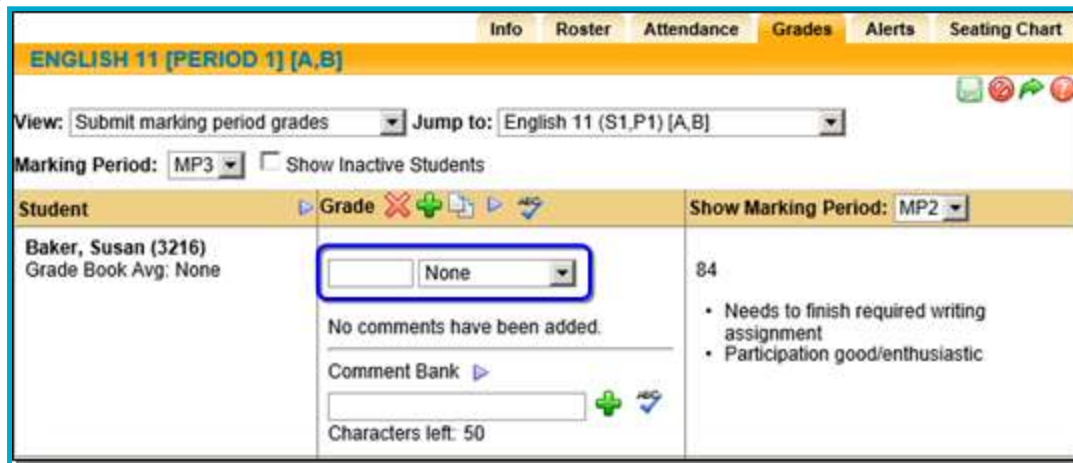 Info Roster Attendance Grades Alerts Seating Chart
ENGLISH 11 [PERIOD 1] [A,B]
View: Submit marking period grades Jump to: English 11 (S1,P1) [A,B]
Marking Period: MP3 Show Inactive Students
Student Grade ABC Show Marking Period: MP2
Baker, Susan (3216)
Grade Book Avg: None
None
No comments have been added.
Comment Bank
ABC
Characters left: 50
84
• Needs to finish required writing
assignment
• Participation good/enthusiastic